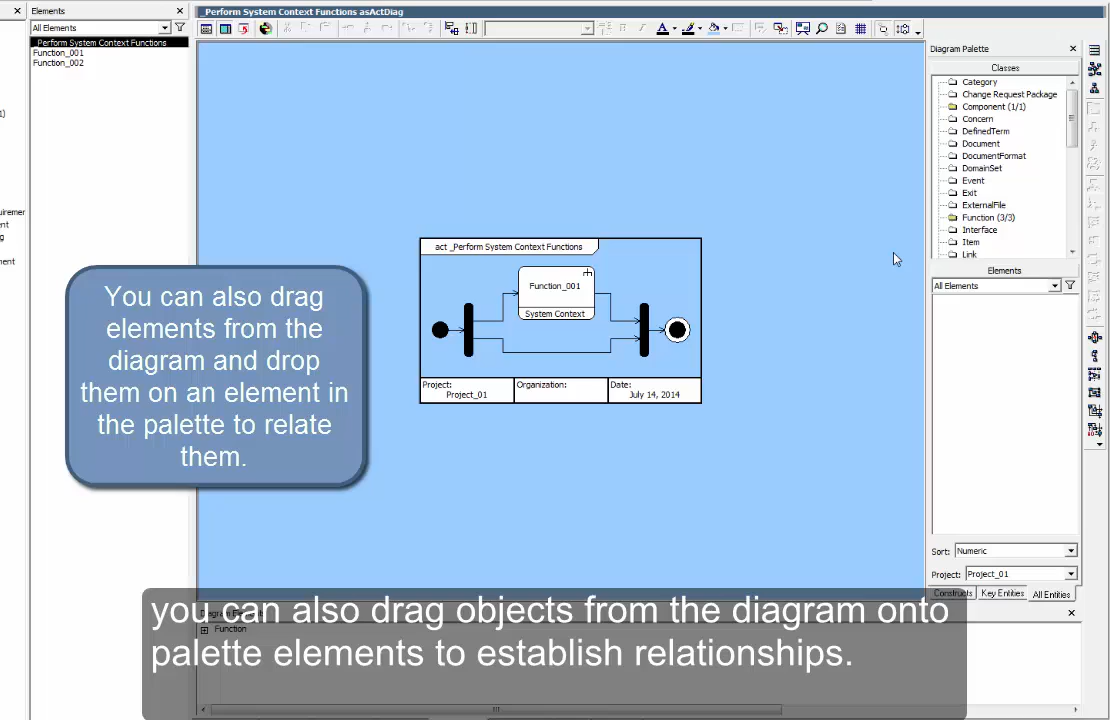 Elements
_Perform System Context Functions asActDiag
All Elements
_Perform System Context Functions
Function_001
Function_002
1)
uiremer
nt
g
ment
You can also drag
elements from the
diagram and drop
them on an element in
the palette to relate
them.
act _Perform System Context Functions
Function_001
System Context
Project:
Project_01
Organization:
Date:
July 14, 2014
Diagram Palette
Classes
Category
Change Request Package
Component (1/1)
Concern
DefinedTerm
Document
DocumentFormat
DomainSet
Event
Exit
ExternalFile
Function (3/3)
Interface
Item
Link
Elements
All Elements
Sort: Numeric
Project: Project_01
Constructs Key Entities All Entities
Function
you can also drag objects from the diagram onto
palette elements to establish relationships.